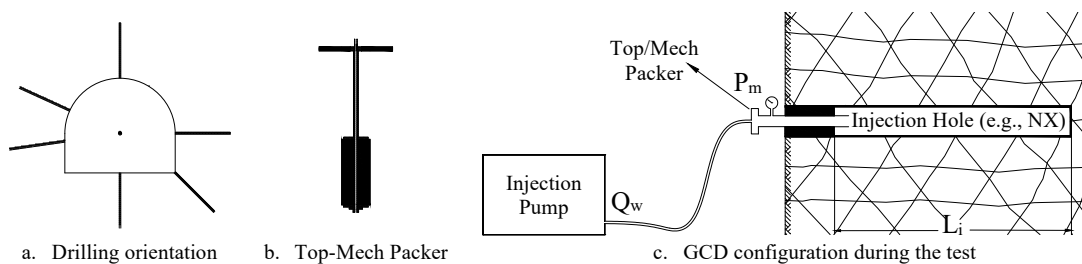 Top/Mech
Packer
Pₘ
Injection Hole (e.g., NX)
Injection
Pump
Q_w
Lᵢ
a. Drilling orientation
b. Top-Mech Packer
c. GCD configuration during the test